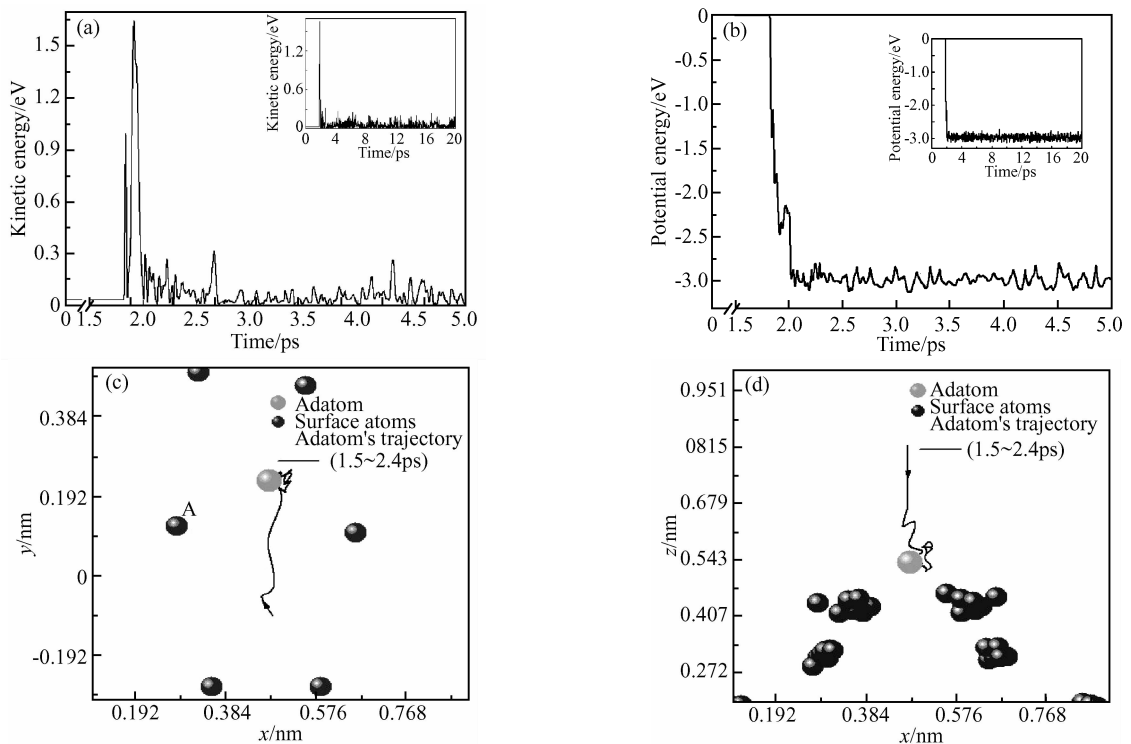 (a)
1.5
1.2
0.9
0.6
0.3
0
Kinetic energy/eV
0 1.5 2.0 2.5 3.0 3.5 4.0 4.5 5.0
Time/ps
1.2
0.6
0
Kinetic energy/eV
0 4 8 12 16 20
Time/ps
(b)
0
-0.5
-1.0
-1.5
-2.0
-2.5
-3.0
Potential energy/eV
0 1.5 2.0 2.5 3.0 3.5 4.0 4.5 5.0
Time/ps
0
-1.0
-2.0
-3.0
Potential energy/eV
0 4 8 12 16 20
Time/ps
(c)
0.384
0.192
0
-0.192
y/nm
Adatom
Surface atoms
Adatom's trajectory
(1.5~2.4ps)
A
0.192 0.384 0.576 0.768
x/nm
(d)
0.951
0815
0.679
0.543
0.407
0.272
z/nm
Adatom
Surface atoms
Adatom's trajectory
(1.5~2.4ps)
0.192 0.384 0.576 0.768
x/nm